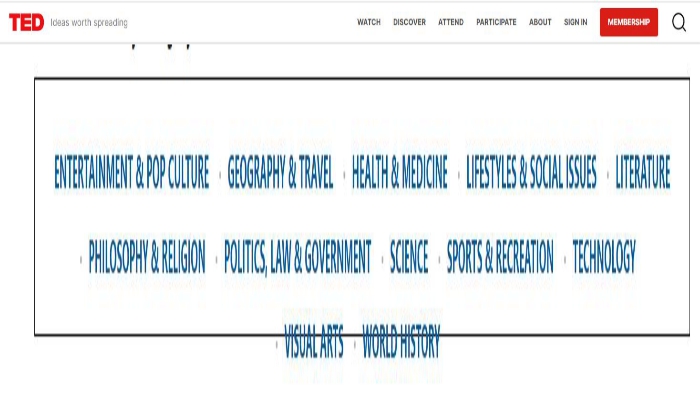 TED Ideas worth spreading WATCH DISCOVER ATTEND PARTICIPATE ABOUT SIGN IN MEMBERSHIP
ENTERTAINMENT & POP CULTURE · GEOGRAPHY & TRAVEL · HEALTH & MEDICINE · LIFESTYLES & SOCIAL ISSUES · LITERATURE
· PHILOSOPHY & RELIGION · POLITICS, LAW & GOVERNMENT · SCIENCE · SPORTS & RECREATION · TECHNOLOGY
· VISUAL ARTS · WORLD HISTORY